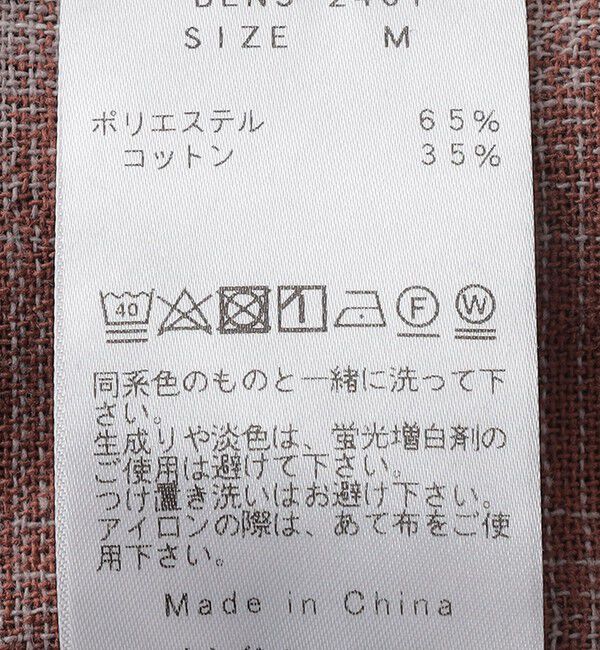 SIZE M
ポリエステル 65%
コットン 35%
40
F
W
同系色のものと一緒に洗って下
さい。
生成りや淡色は、蛍光増白剤の
ご使用は避けて下さい。
つけ置き洗いはお避け下さい。
アイロンの際は、あて布をご使
用下さい。
Made in China